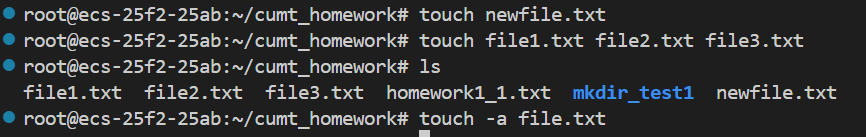 root@ecs-25f2-25ab:~/cumt_homework# touch newfile.txt
root@ecs-25f2-25ab:~/cumt_homework# touch file1.txt file2.txt file3.txt
root@ecs-25f2-25ab:~/cumt_homework# ls
file1.txt  file2.txt  file3.txt  homework1_1.txt  mkdir_test1  newfile.txt
root@ecs-25f2-25ab:~/cumt_homework# touch -a file.txt